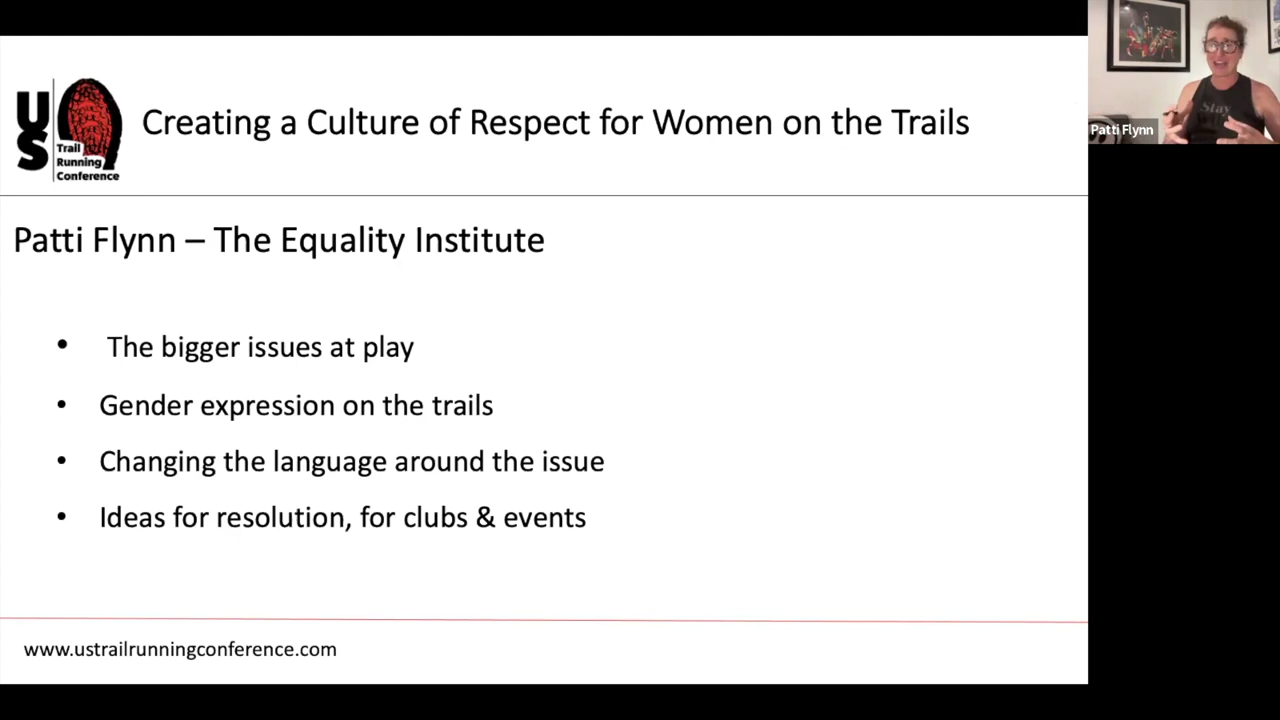 US
Trail
Running
Conference
Creating a Culture of Respect for Women on the Trails
Patti Flynn – The Equality Institute
• The bigger issues at play
• Gender expression on the trails
• Changing the language around the issue
• Ideas for resolution, for clubs & events
www.ustrailrunningconference.com
Patti Flynn
Stay